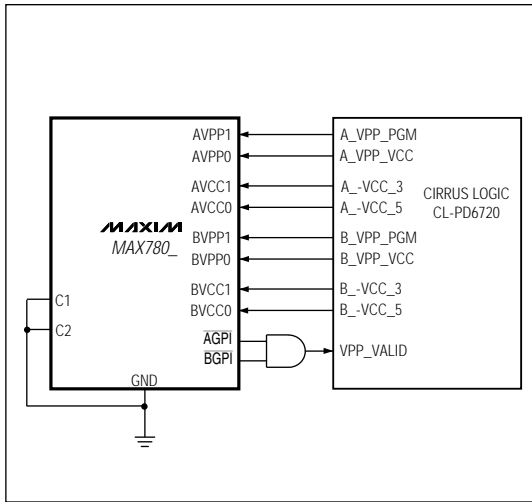 AVPP1 A_VPP_PGM
AVPP0 A_VPP_VCC
AVCC1 A_-VCC_3
AVCC0 A_-VCC_5
MAXIM
MAX780_
CIRRUS LOGIC
CL-PD6720
BVPP1 B_VPP_PGM
BVPP0 B_VPP_VCC
BVCC1 B_-VCC_3
BVCC0 B_-VCC_5
C1
C2
AGPI
BGPI
VPP_VALID
GND